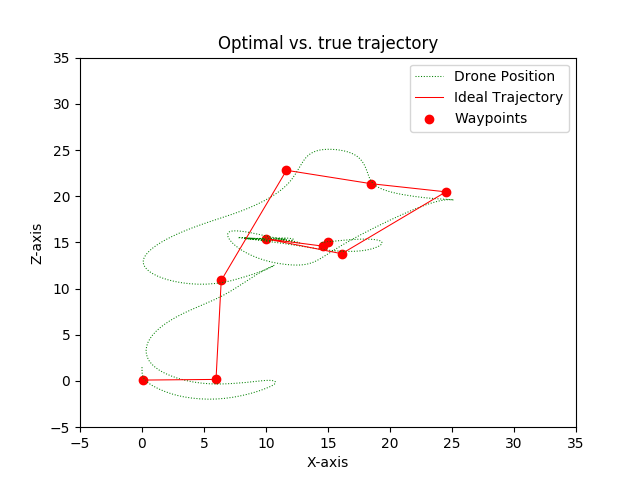 Optimal vs. true trajectory
Drone Position
Ideal Trajectory
Waypoints
Z-axis
35
30
25
20
15
10
5
0
−5
−5 0 5 10 15 20 25 30 35
X-axis